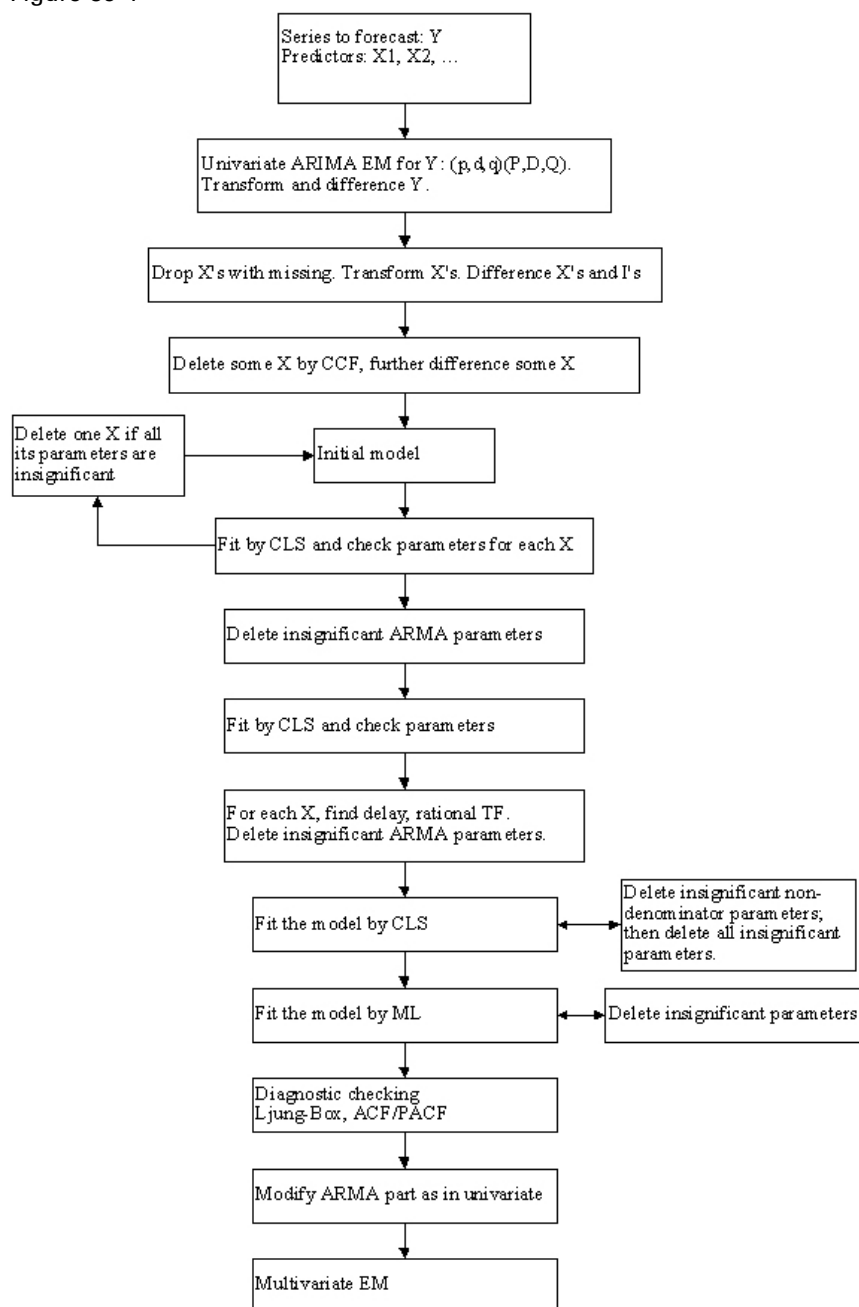 Series to forecast: Y
Predictors: X1, X2, ...
Univariate ARIMA EM for Y: (p,d,q)(P,D,Q).
Transform and difference Y.
Drop X's with missing. Transform X's. Difference X's and I's
Delete some X by CCF, further difference some X
Delete one X if all
its parameters are
insignificant
Initial model
Fit by CLS and check parameters for each X
Delete insignificant ARMA parameters
Fit by CLS and check parameters
For each X, find delay, rational TF.
Delete insignificant ARMA parameters.
Fit the model by CLS
Delete insignificant non-
denominator parameters;
then delete all insignificant
parameters.
Fit the model by ML
Delete insignificant parameters
Diagnostic checking
Ljung-Box, ACF/PACF
Modify ARMA part as in univariate
Multivariate EM